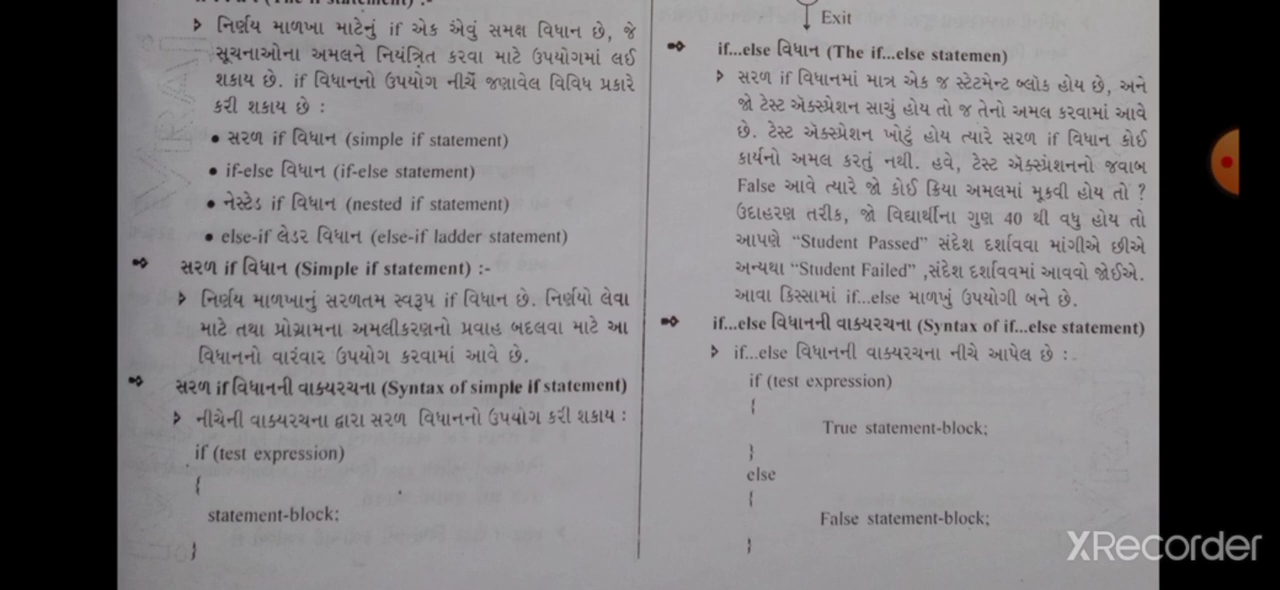 (The if statement) :-
નિર્ણય માળખા માટેનું if એક એવું સમક્ષ વિધાન છે, જે
સૂચનાઓના અમલને નિયંત્રિત કરવા માટે ઉપયોગમાં લઈ
શકાય છે. if વિધાનનો ઉપયોગ નીચે જણાવેલ વિવિધ પ્રકારે
કરી શકાય છે :
• સરળ if વિધાન (simple if statement)
• if-else વિધાન (if-else statement)
• નેસ્ટેડ if વિધાન (nested if statement)
• else-if લેડર વિધાન (else-if ladder statement)
સરળ if વિધાન (Simple if statement) :-
નિર્ણય માળખાનું સરળતમ સ્વરૂપ if વિધાન છે. નિર્ણયો લેવા
માટે તથા પ્રોગ્રામના અમલીકરણનો પ્રવાહ બદલવા માટે આ
વિધાનનો વારંવાર ઉપયોગ કરવામાં આવે છે.
સરળ if વિધાનની વાક્યરચના (Syntax of simple if statement)
નીચેની વાક્યરચના દ્વારા સરળ વિધાનનો ઉપયોગ કરી શકાય :
if (test expression)
{
statement-block;
}
Exit
if...else વિધાન (The if...else statemen)
સરળ if વિધાનમાં માત્ર એક જ સ્ટેટમેન્ટ બ્લોક હોય છે, અને
જો ટેસ્ટ ઍક્સ્પ્રેશન સાચું હોય તો જ તેનો અમલ કરવામાં આવે
છે. ટેસ્ટ ઍક્સ્પ્રેશન ખોટું હોય ત્યારે સરળ if વિધાન કોઈ
કાર્યનો અમલ કરતું નથી. હવે, ટેસ્ટ ઍક્સ્પ્રેશનનો જવાબ
False આવે ત્યારે જો કોઈ ક્રિયા અમલમાં મૂકવી હોય તો ?
ઉદાહરણ તરીક, જો વિદ્યાર્થીના ગુણ 40 થી વધુ હોય તો
આપણે “Student Passed” સંદેશ દર્શાવવા માંગીએ છીએ
અન્યથા “Student Failed” ,સંદેશ દર્શાવવમાં આવવો જોઈએ.
આવા કિસ્સામાં if...else માળખું ઉપયોગી બને છે.
if...else વિધાનની વાક્યરચના (Syntax of if...else statement)
if...else વિધાનની વાક્યરચના નીચે આપેલ છે :
if (test expression)
{
True statement-block;
}
else
{
False statement-block;
}
XRecorder